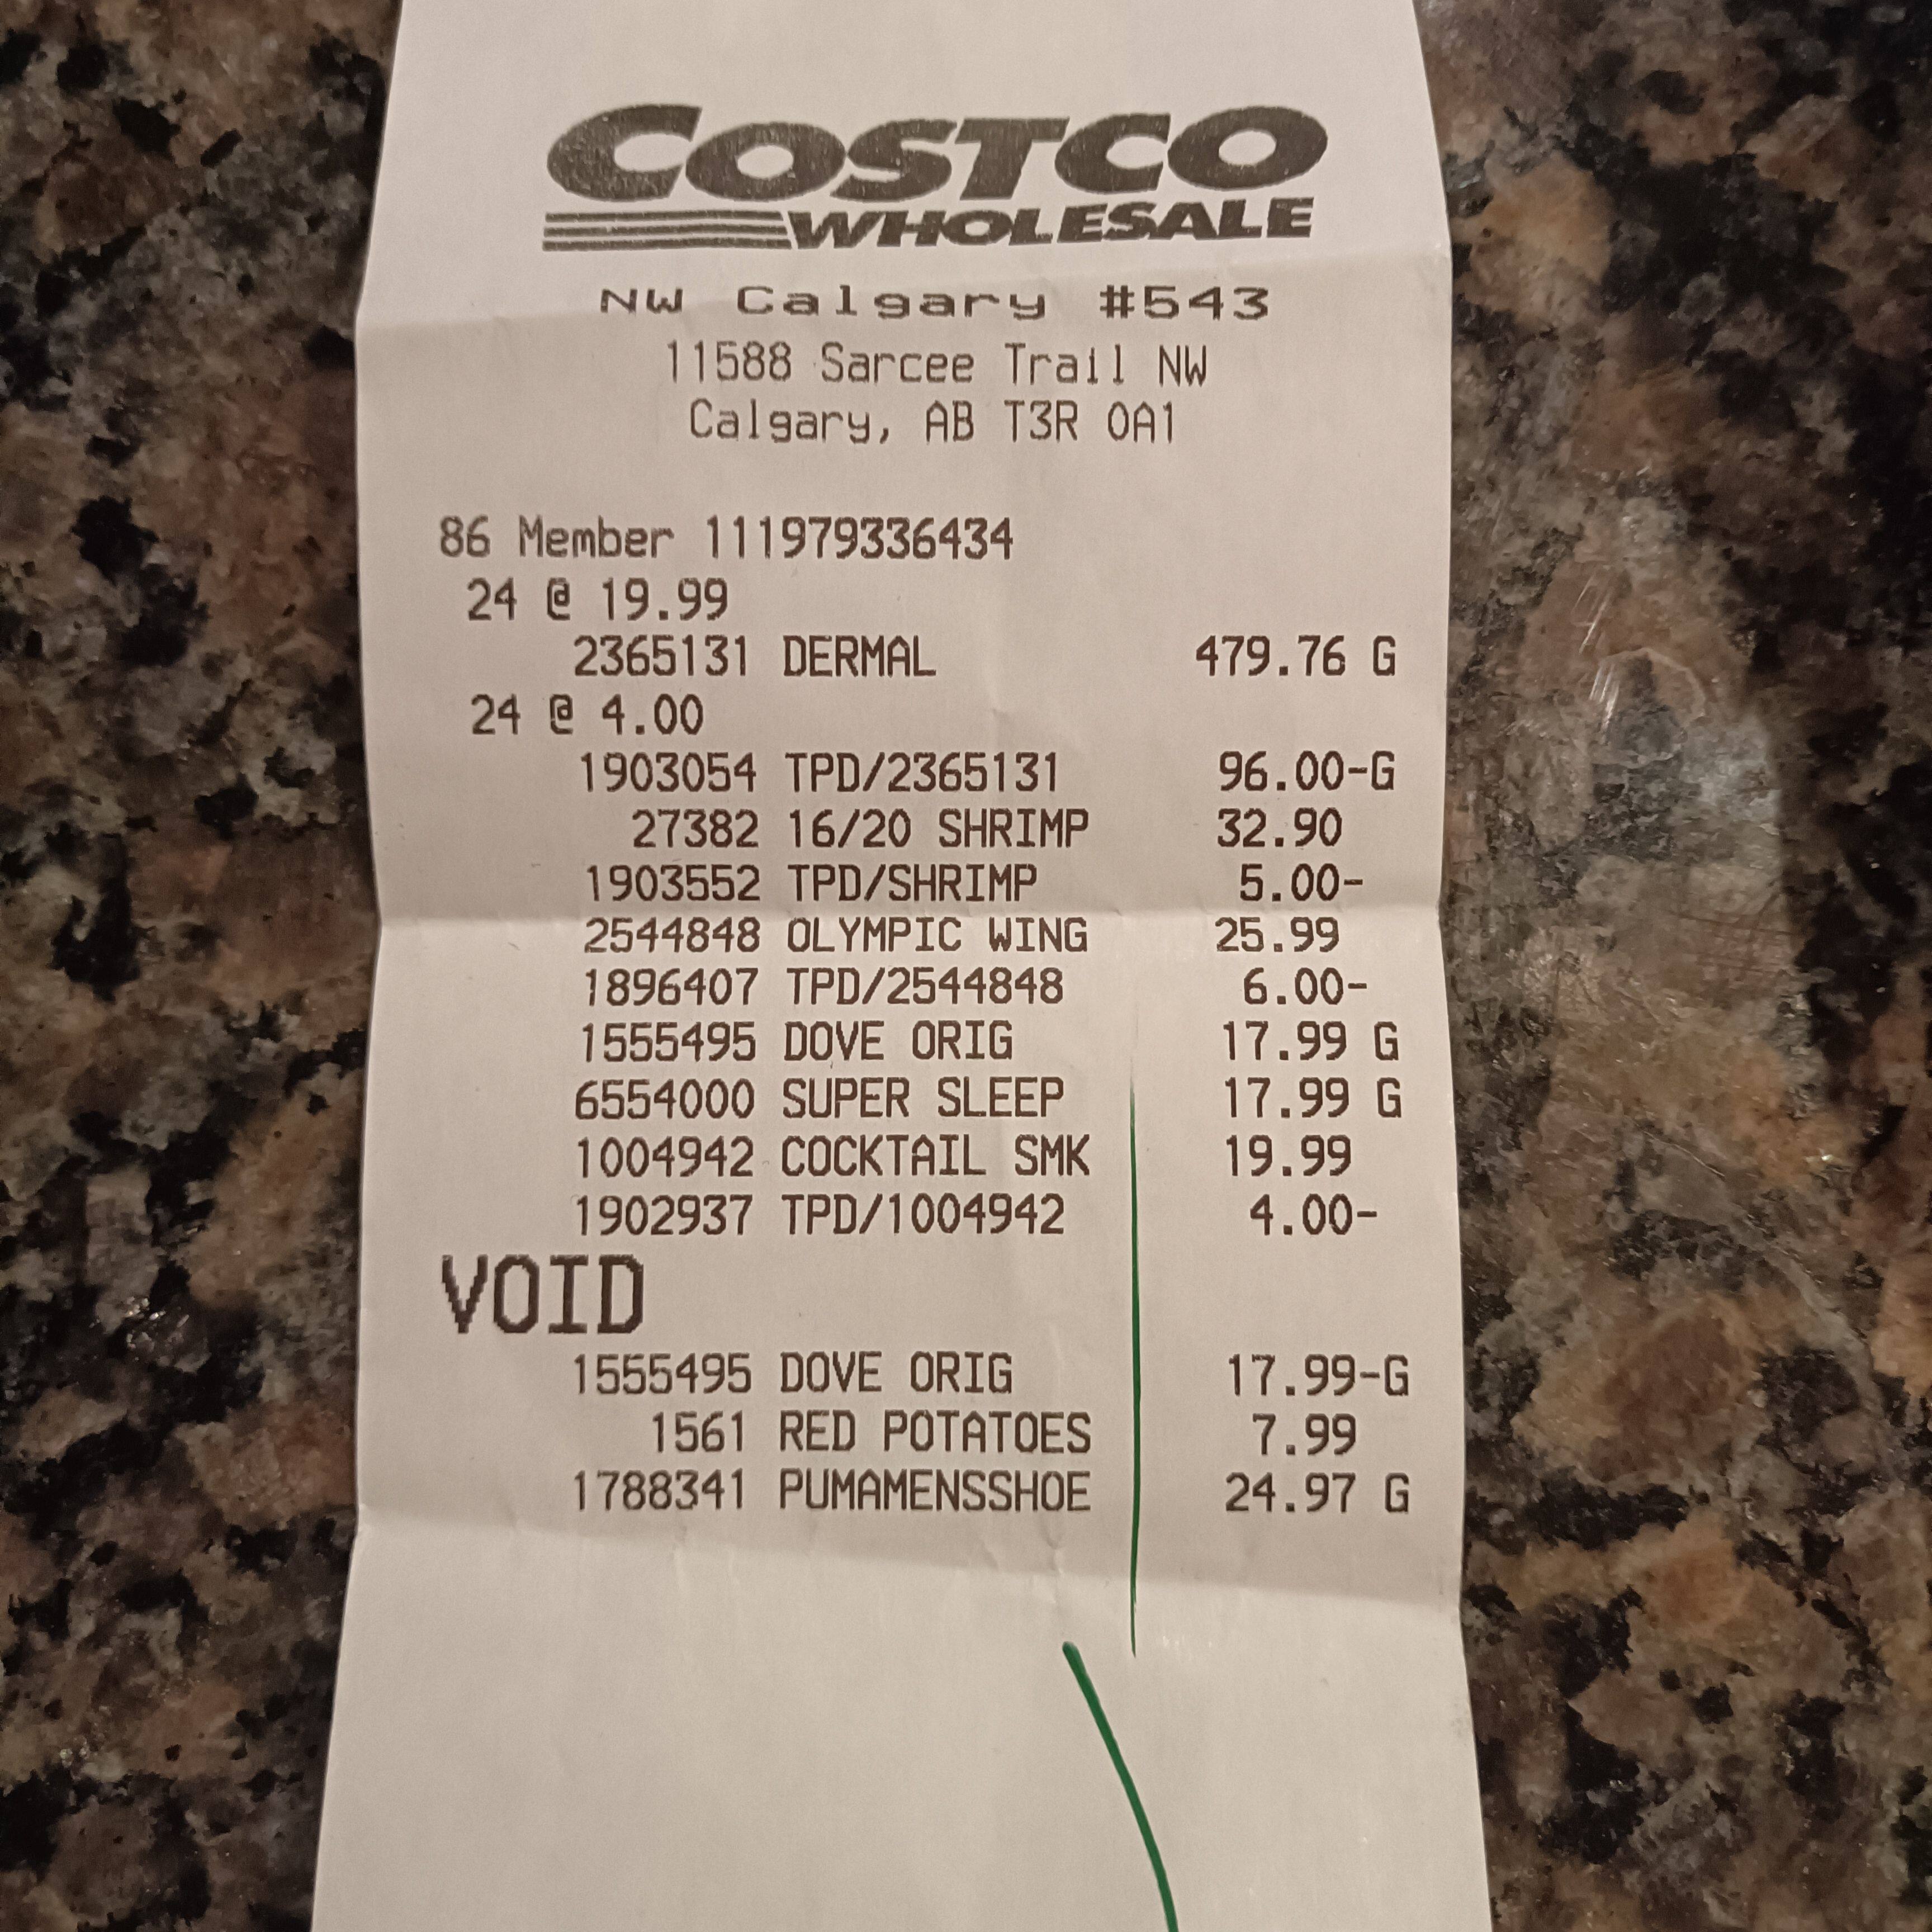 COSTCO
WHOLESALE
NW Calgary #543
11588 Sarcee Trail NW
Calgary, AB T3R 0A1
86 Member 111979336434
24 @ 19.99
2365131 DERMAL 479.76 G
24 @ 4.00
1903054 TPD/2365131 96.00-G
27382 16/20 SHRIMP 32.90
1903552 TPD/SHRIMP 5.00-
2544848 OLYMPIC WING 25.99
1896407 TPD/2544848 6.00-
1555495 DOVE ORIG 17.99 G
6554000 SUPER SLEEP 17.99 G
1004942 COCKTAIL SMK 19.99
1902937 TPD/1004942 4.00-
VOID
1555495 DOVE ORIG 17.99-G
1561 RED POTATOES 7.99
1788341 PUMAMENSSHOE 24.97 G